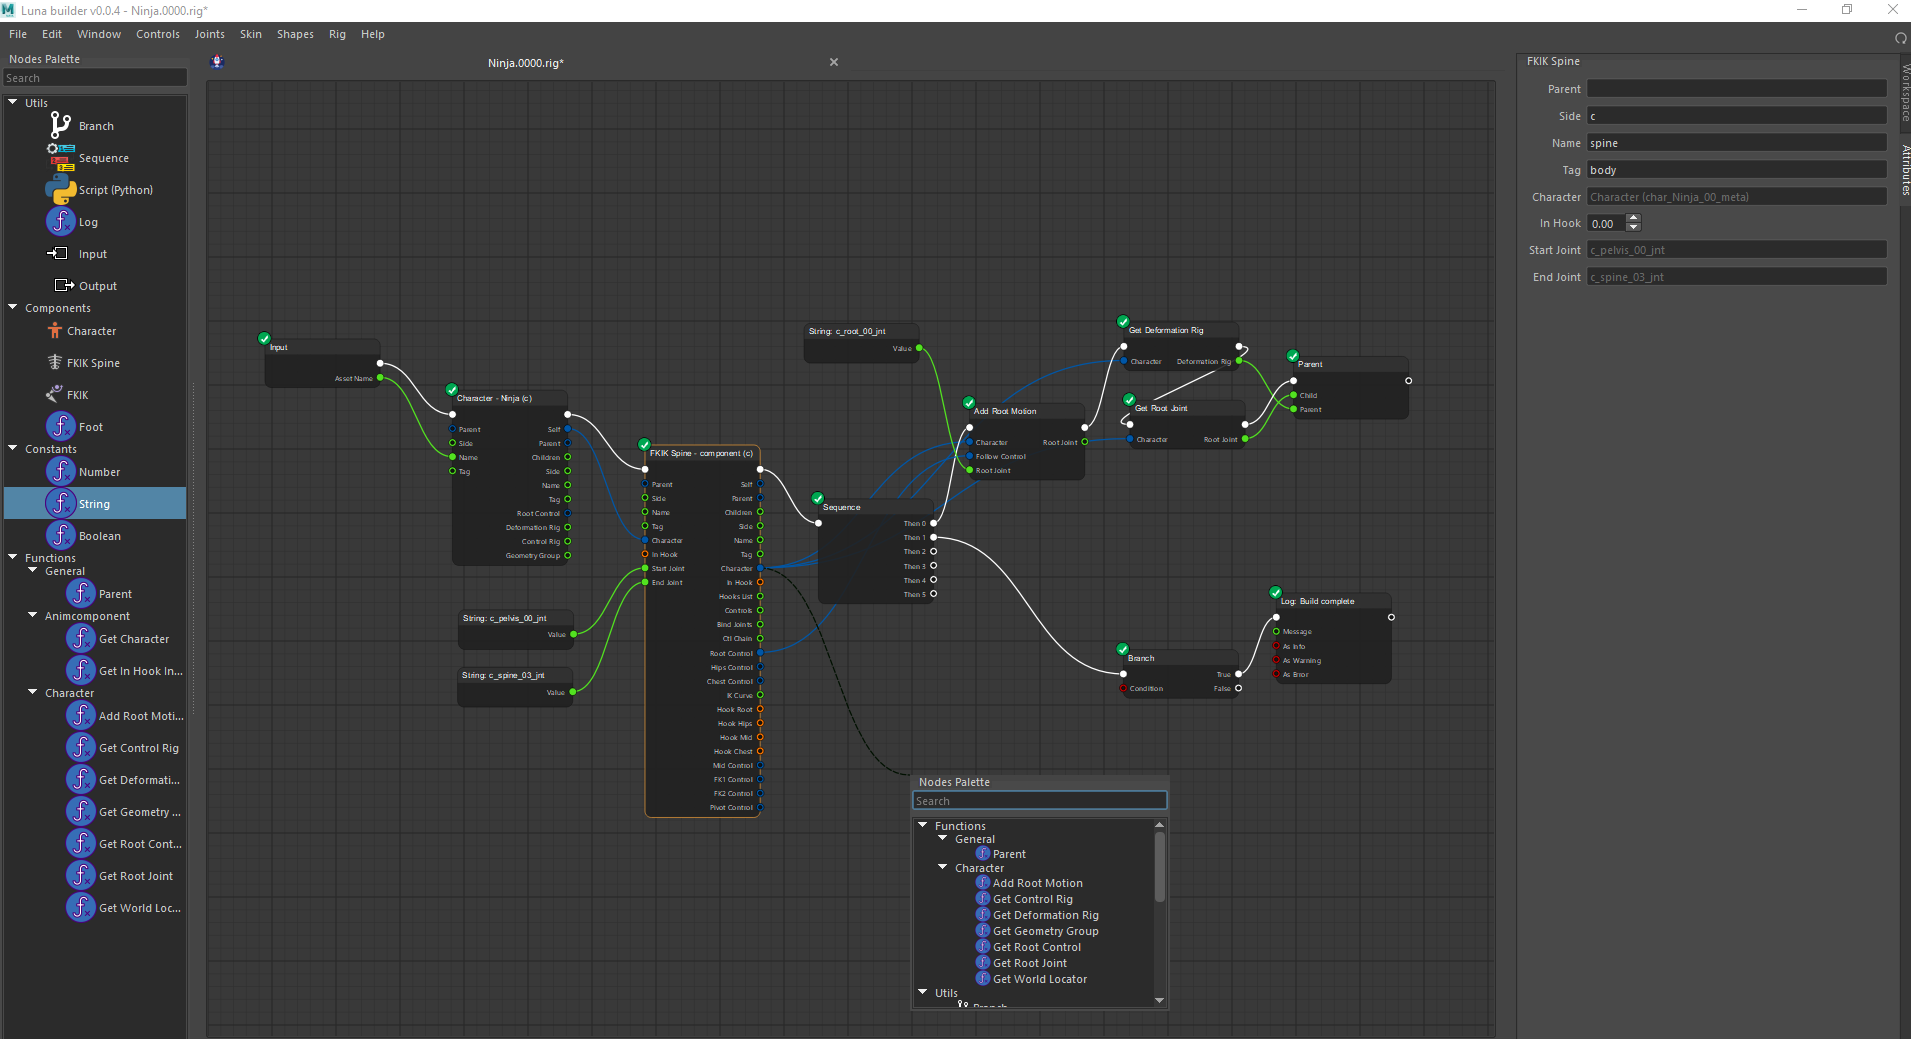 Luna builder v0.0.4 - Ninja.0000.rig*
File Edit Window Controls Joints Skin Shapes Rig Help
Nodes Palette
Search
Utils
Branch
Sequence
Script (Python)
Log
Input
Output
Components
Character
FKIK Spine
FKIK
Foot
Constants
Number
String
Boolean
Functions
General
Parent
Animcomponent
Get Character
Get In Hook In...
Character
Add Root Moti...
Get Control Rig
Get Deformati...
Get Geometry ...
Get Root Cont...
Get Root Joint
Get World Loc...
Ninja.0000.rig*
Input
Asset Name
Character - Ninja (c)
Parent Self
Side Parent
Name Children
Tag Side
Name
Tag
Root Control
Deformation Rig
Control Rig
Geometry Group
String: c_pelvis_00_jnt
Value
String: c_spine_03_jnt
Value
FKIK Spine - component (c)
Parent Self
Side Parent
Name Children
Tag Side
Character Name
In Hook Tag
Start Joint Character
End Joint In Hook
Hooks List
Controls
Bind Joints
Ctl Chain
Root Control
Hips Control
Chest Control
IK Curve
Hook Root
Hook Hips
Hook Mid
Hook Chest
Mid Control
FK1 Control
FK2 Control
Pivot Control
String: c_root_00_jnt
Value
Sequence
Then 0
Then 1
Then 2
Then 3
Then 4
Then 5
Add Root Motion
Character Root Joint
Follow Control
Root Joint
Get Deformation Rig
Character Deformation Rig
Get Root Joint
Character Root Joint
Parent
Child
Parent
Branch
True
Condition False
Log: Build complete
Message
As Info
As Warning
As Error
Nodes Palette
Search
Functions
General
Parent
Character
Add Root Motion
Get Control Rig
Get Deformation Rig
Get Geometry Group
Get Root Control
Get Root Joint
Get World Locator
Utils
Branch
FKIK Spine
Parent
Side c
Name spine
Tag body
Character Character (char_Ninja_00_meta)
In Hook 0.00
Start Joint c_pelvis_00_jnt
End Joint c_spine_03_jnt
Workspace
Attributes